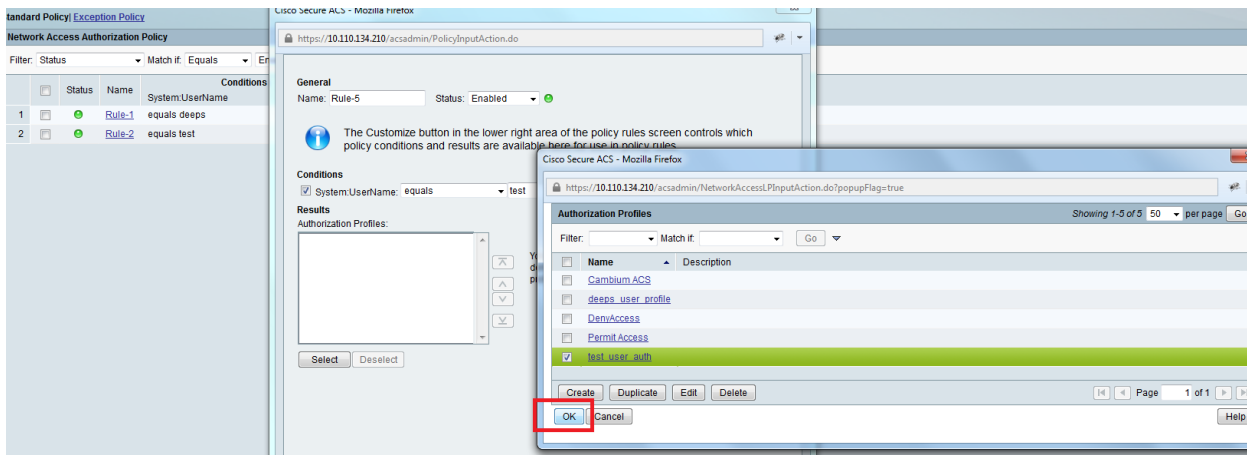 tandard Policy| Exception Policy
Network Access Authorization Policy
Filter: Status Match if: Equals
Conditions
Status Name System:UserName
1 Rule-1 equals deeps
2 Rule-2 equals test
Cisco Secure ACS - Mozilla Firefox
https://10.110.134.210/acsadmin/PolicyInputAction.do
General
Name: Rule-5 Status: Enabled
The Customize button in the lower right area of the policy rules screen controls which
policy conditions and results are available here for use in policy rules.
Conditions
System:UserName: equals test
Results
Authorization Profiles:
Select Deselect
Cisco Secure ACS - Mozilla Firefox
https://10.110.134.210/acsadmin/NetworkAccessLPInputAction.do?popupFlag=true
Authorization Profiles Showing 1-5 of 5 50 per page Go
Filter: Match if: Go
Name Description
Cambium ACS
deeps_user_profile
DenyAccess
Permit Access
test_user_auth
Create Duplicate Edit Delete Page 1 of 1
OK Cancel Help